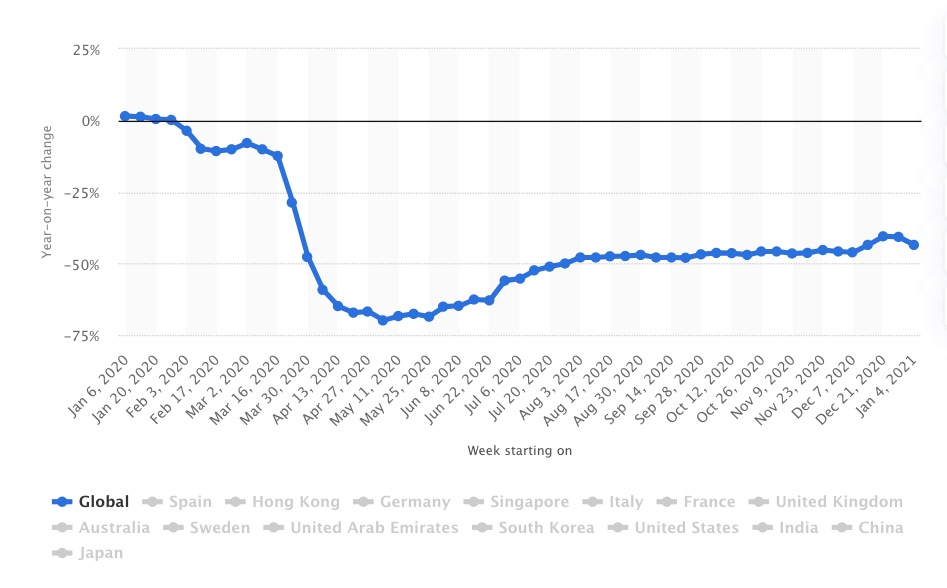 25%
0%
−25%
−50%
−75%
Year-on-year change
Jan 6, 2020
Jan 20, 2020
Feb 3, 2020
Feb 17, 2020
Mar 2, 2020
Mar 16, 2020
Mar 30, 2020
Apr 13, 2020
Apr 27, 2020
May 11, 2020
May 25, 2020
Jun 8, 2020
Jun 22, 2020
Jul 6, 2020
Jul 20, 2020
Aug 3, 2020
Aug 17, 2020
Aug 30, 2020
Sep 14, 2020
Sep 28, 2020
Oct 12, 2020
Oct 26, 2020
Nov 9, 2020
Nov 23, 2020
Dec 7, 2020
Dec 21, 2020
Jan 4, 2021
Week starting on
Global Spain Hong Kong Germany Singapore Italy France United Kingdom
Australia Sweden United Arab Emirates South Korea United States India China
Japan